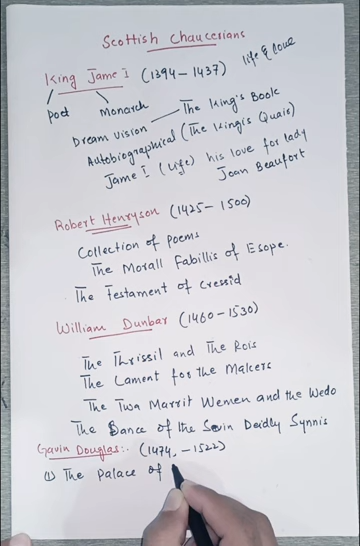 Scottish Chaucerians
King Jame I (1394-1437) life & love
poet Monarch
Dream vision — The King's Book
Autobiographical (The Kingis Quair)
Jame I (Life) his love for lady
Joan Beaufort
Robert Henryson (1425-1500)
Collection of poems
The Morall Fabillis of Esope.
The Testament of Cressid
William Dunbar (1460-1530)
The Thrissil and The Rois
The Lament for the Makers
The Twa Marrit Wemen and the Wedo
The Dance of the Sevin Deidly Synnis
Gavin Douglas:. (1474,-1522)
(1) The Palace of